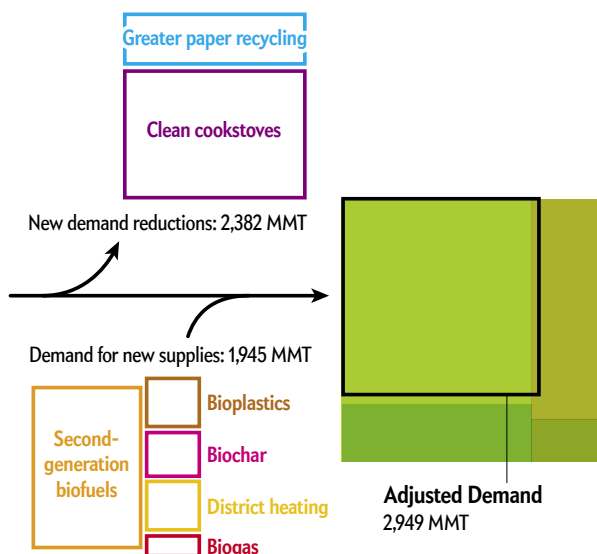 Greater paper recycling
Clean cookstoves
New demand reductions: 2,382 MMT
Demand for new supplies: 1,945 MMT
Second-
generation
biofuels
Bioplastics
Biochar
District heating
Biogas
Adjusted Demand
2,949 MMT